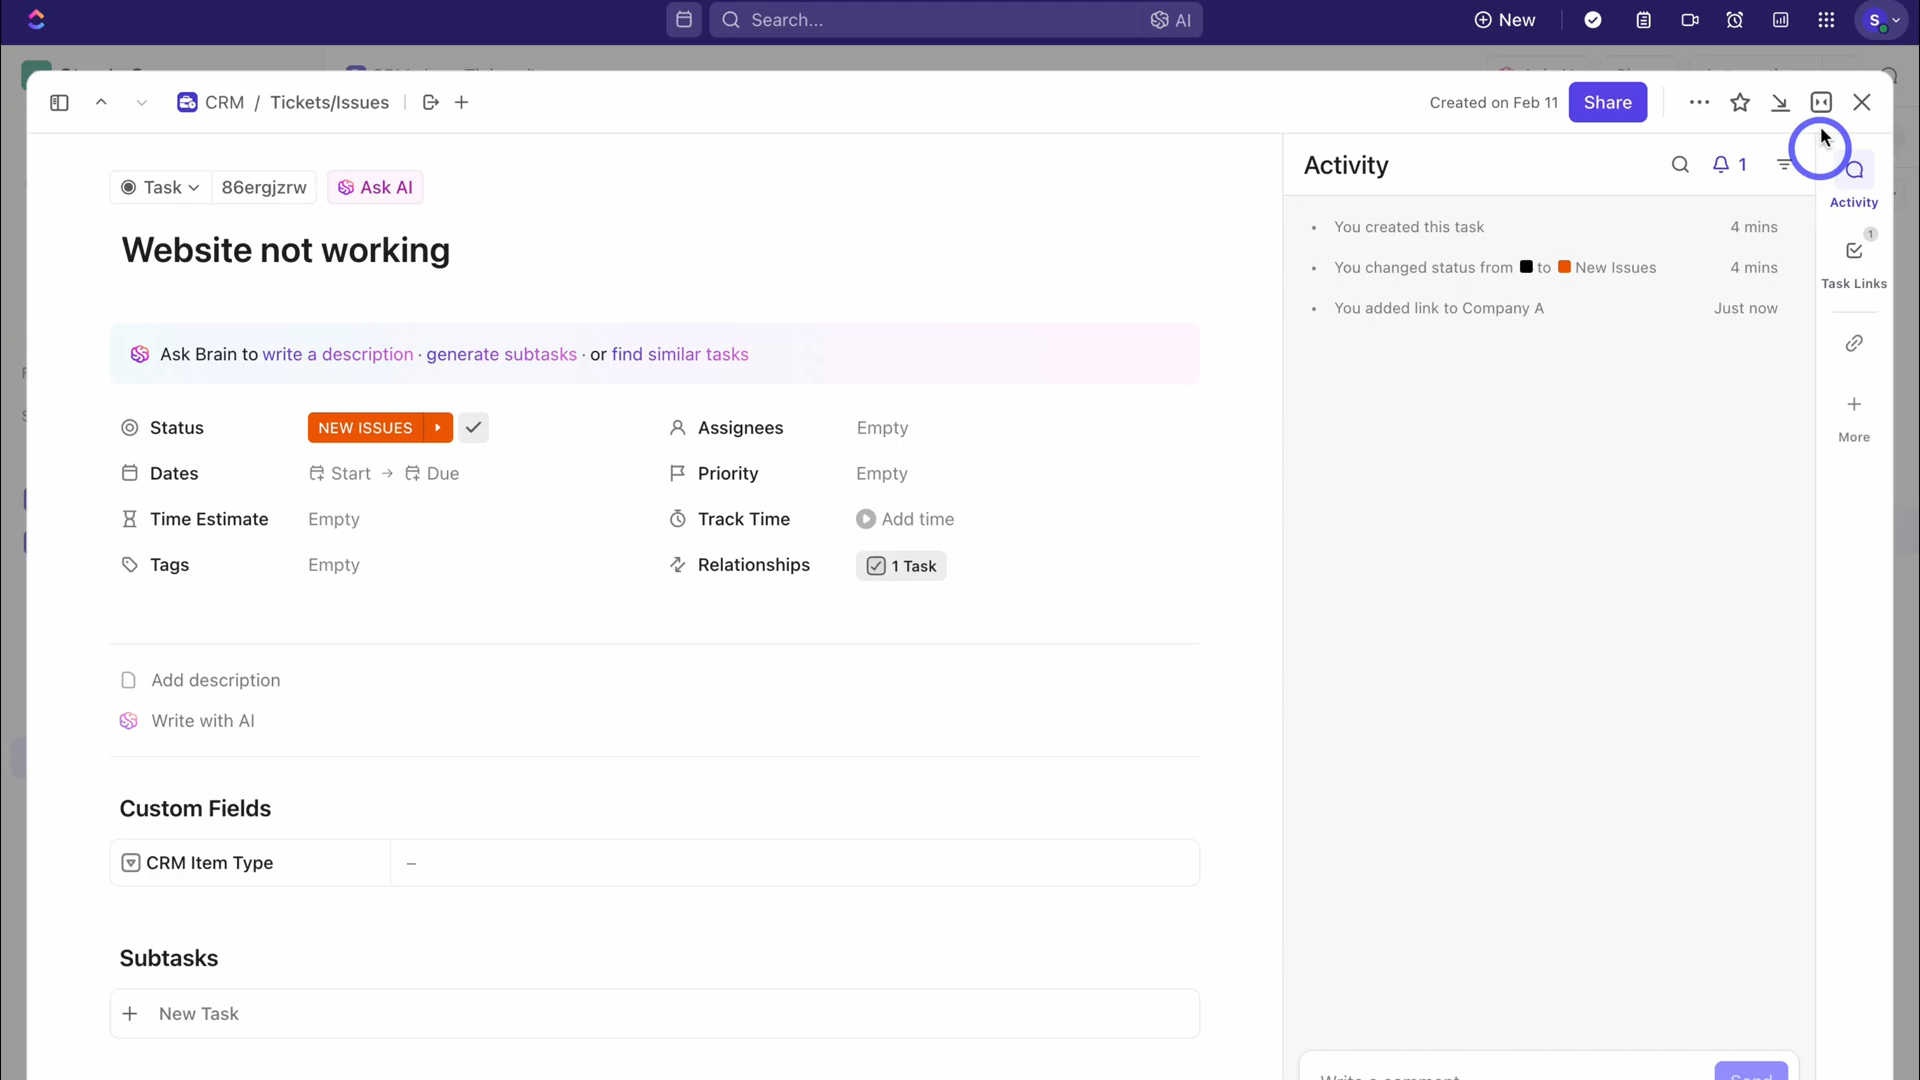 Search...
AI
New
S
CRM / Tickets/Issues
Created on Feb 11
Share
Task
86ergjzrw
Ask AI
Website not working
Ask Brain to write a description · generate subtasks · or find similar tasks
Status
NEW ISSUES
Assignees
Empty
Dates
Start → Due
Priority
Empty
Time Estimate
Empty
Track Time
Add time
Tags
Empty
Relationships
1 Task
Add description
Write with AI
Custom Fields
CRM Item Type
–
Subtasks
New Task
Activity
1
• You created this task
4 mins
• You changed status from to New Issues
4 mins
• You added link to Company A
Just now
Activity
1
Task Links
More
Write a comment
Send